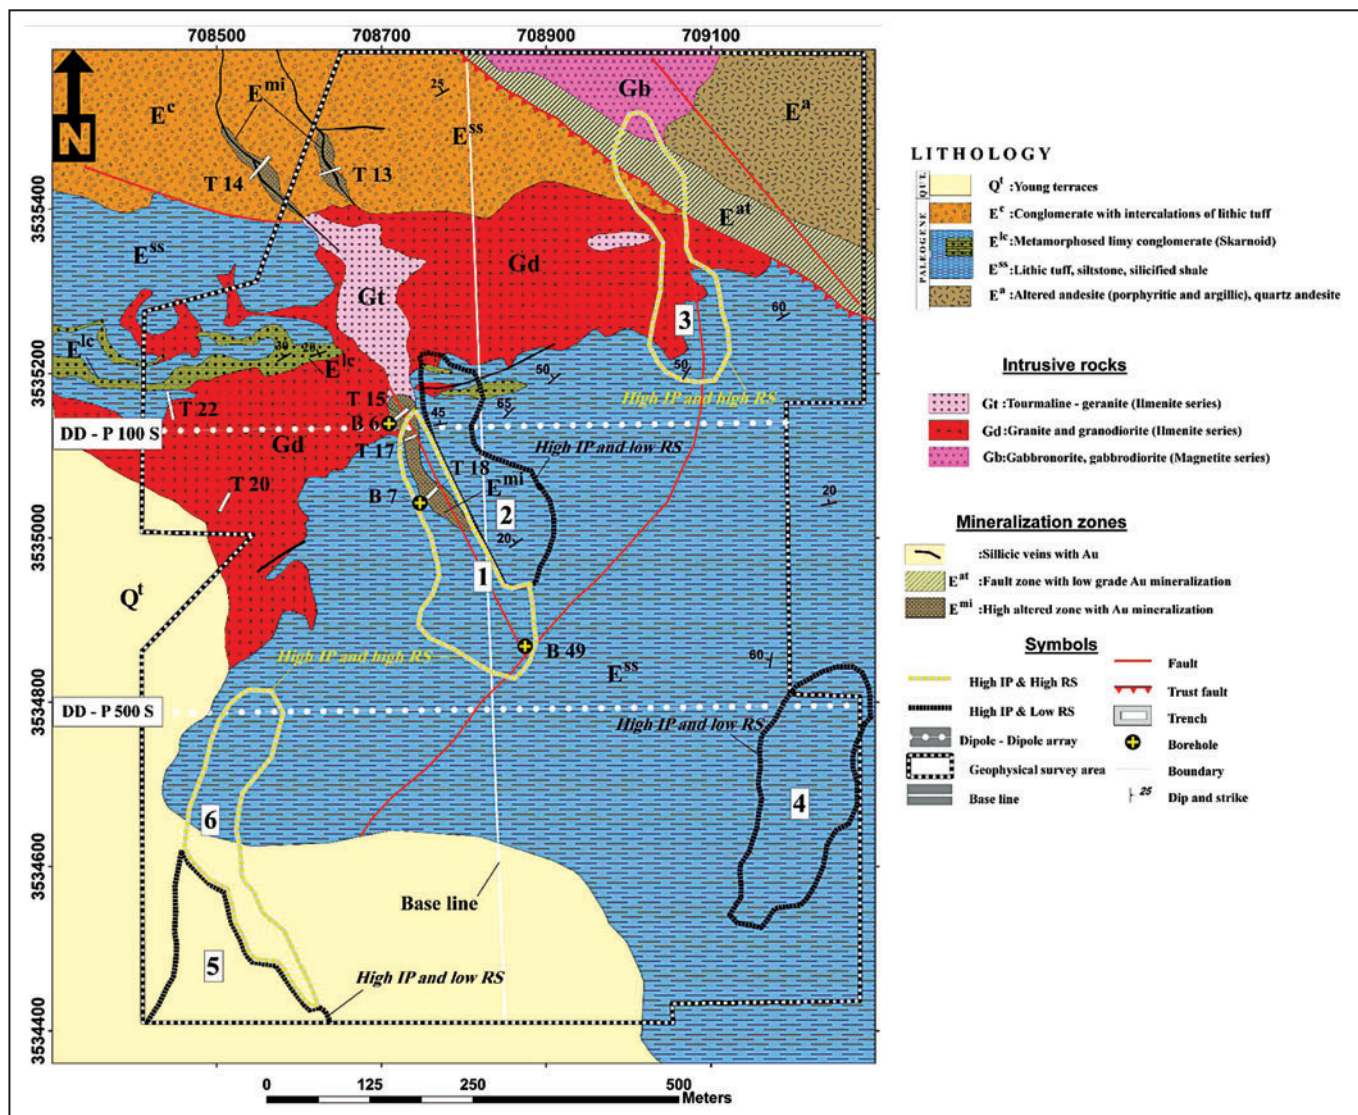 708500 708700 708900 709100
N
3535400
3535200
3535000
3534800
3534600
3534400
E^c
E^mi
25
E^ss
Gb
E^a
T 14
T 13
E^at
E^ss
Gd
Gt
60
3
E^lc
30
20
E^lc
50
50
High IP and high RS
T 15
T 22
45
65
B 6
DD - P 100 S
Gd
T 17
High IP and low RS
T 18
T 20
B 7
E^mi
2
20
20
1
Q^t
B 49
High IP and high RS
E^ss
60
DD - P 500 S
High IP and low RS
4
6
Base line
5
High IP and low RS
0 125 250 500
Meters
LITHOLOGY
QUE
PALEOGENE
Q^t :Young terraces
E^c :Conglomerate with intercalations of lithic tuff
E^lc :Metamorphosed limy conglomerate (Skarnoid)
E^ss :Lithic tuff, siltstone, silicified shale
E^a :Altered andesite (porphyritic and argillic), quartz andesite
Intrusive rocks
Gt :Tourmaline - geranite (Ilmenite series)
Gd :Granite and granodiorite (Ilmenite series)
Gb:Gabbronorite, gabbrodiorite (Magnetite series)
Mineralization zones
:Sillicic veins with Au
E^at :Fault zone with low grade Au mineralization
E^mi :High altered zone with Au mineralization
Symbols
High IP & High RS
High IP & Low RS
Dipole - Dipole array
Geophysical survey area
Base line
Fault
Trust fault
Trench
Borehole
Boundary
25 Dip and strike